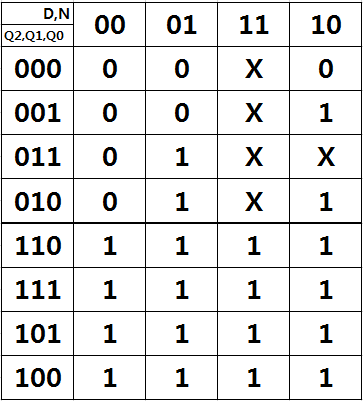 D,N 00 01 11 10
Q2,Q1,Q0
000 0 0 X 0
001 0 0 X 1
011 0 1 X X
010 0 1 X 1
110 1 1 1 1
111 1 1 1 1
101 1 1 1 1
100 1 1 1 1